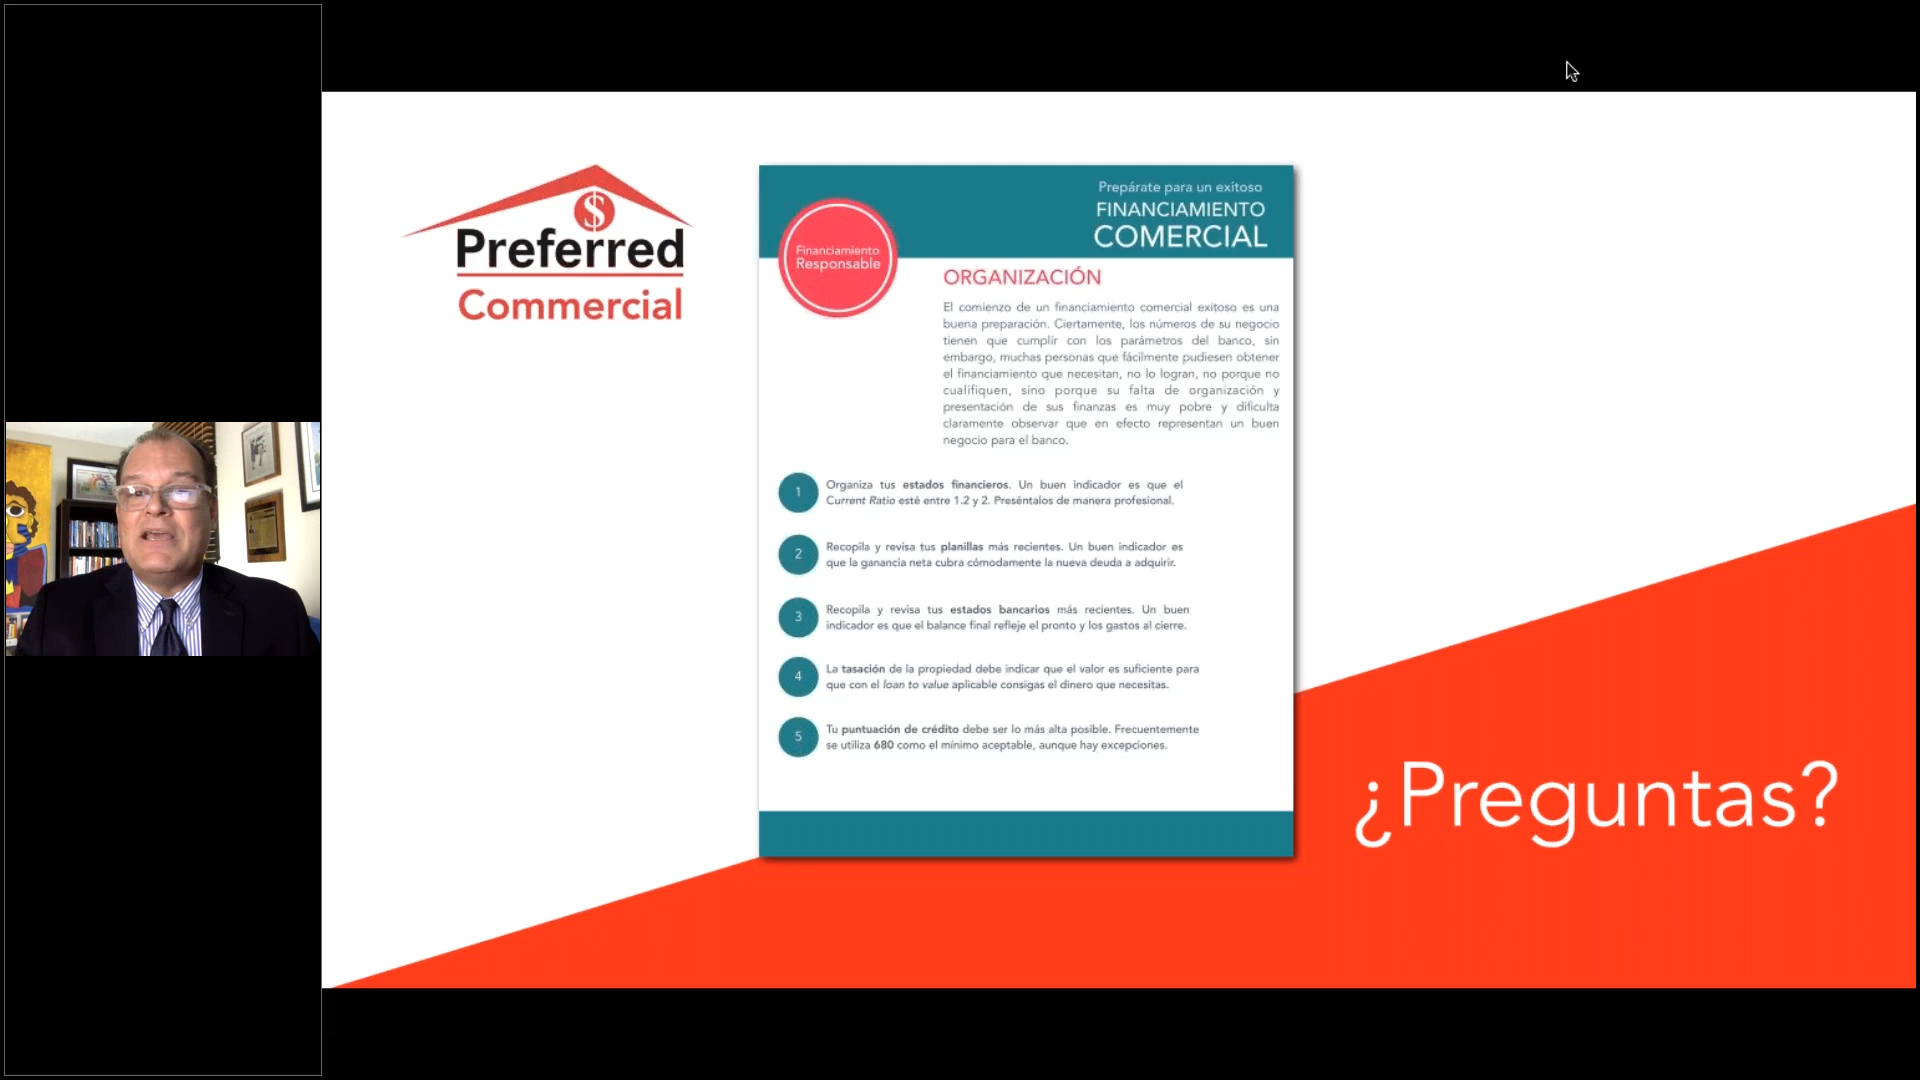 $
Preferred
Commercial
Prepárate para un exitoso
FINANCIAMIENTO
COMERCIAL
Financiamiento
Responsable
ORGANIZACIÓN
El comienzo de un financiamiento comercial exitoso es una
buena preparación. Ciertamente, los números de su negocio
tienen que cumplir con los parámetros del banco, sin
embargo, muchas personas que fácilmente pudiesen obtener
el financiamiento que necesitan, no lo logran, no porque no
cualifiquen, sino porque su falta de organización y
presentación de sus finanzas es muy pobre y dificulta
claramente observar que en efecto representan un buen
negocio para el banco.
1
Organiza tus estados financieros. Un buen indicador es que el
Current Ratio esté entre 1.2 y 2. Preséntalos de manera profesional.
2
Recopila y revisa tus planillas más recientes. Un buen indicador es
que la ganancia neta cubra cómodamente la nueva deuda a adquirir.
3
Recopila y revisa tus estados bancarios más recientes. Un buen
indicador es que el balance final refleje el pronto y los gastos al cierre.
4
La tasación de la propiedad debe indicar que el valor es suficiente para
que con el loan to value aplicable consigas el dinero que necesitas.
5
Tu puntuación de crédito debe ser lo más alta posible. Frecuentemente
se utiliza 680 como el mínimo aceptable, aunque hay excepciones.
¿Preguntas?